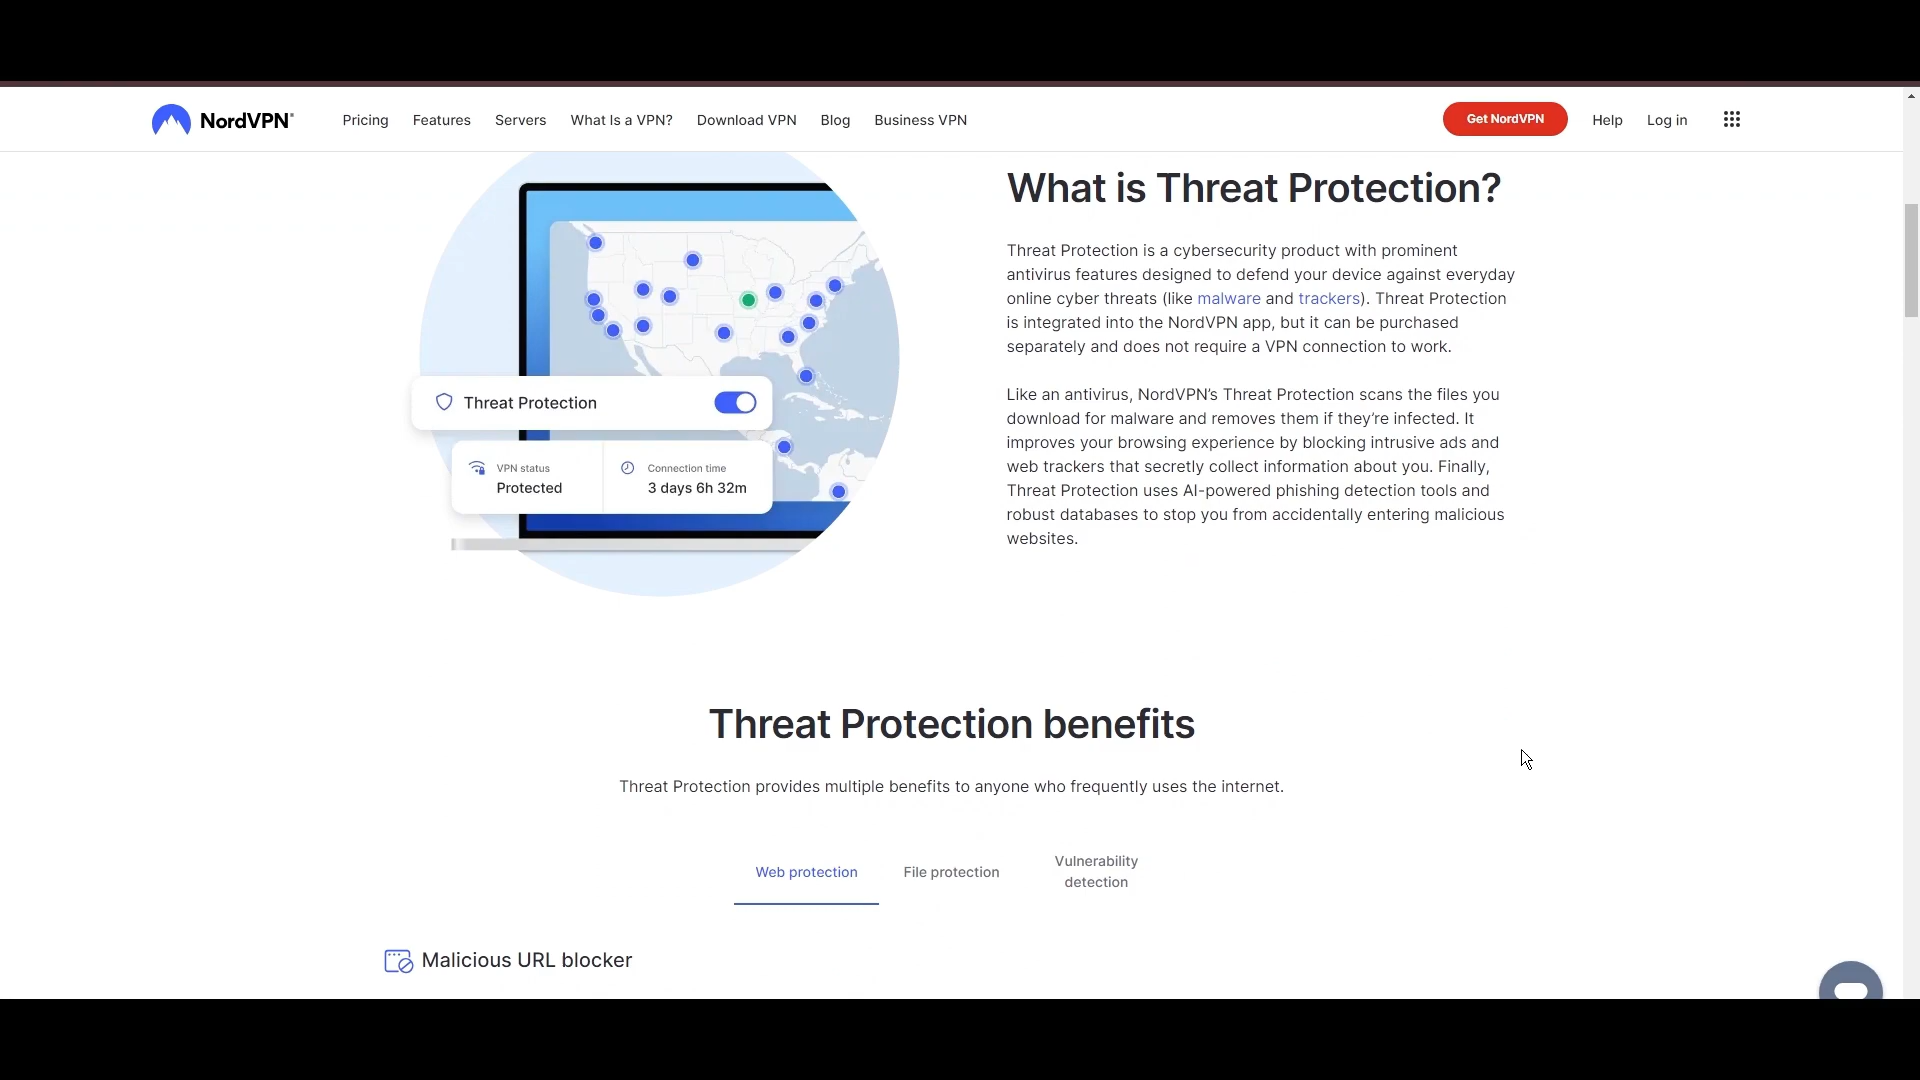 NordVPN®
Pricing
Features
Servers
What Is a VPN?
Download VPN
Blog
Business VPN
Get NordVPN
Help
Log in
What is Threat Protection?
Threat Protection is a cybersecurity product with prominent
antivirus features designed to defend your device against everyday
online cyber threats (like malware and trackers). Threat Protection
is integrated into the NordVPN app, but it can be purchased
separately and does not require a VPN connection to work.
Like an antivirus, NordVPN’s Threat Protection scans the files you
download for malware and removes them if they’re infected. It
improves your browsing experience by blocking intrusive ads and
web trackers that secretly collect information about you. Finally,
Threat Protection uses AI-powered phishing detection tools and
robust databases to stop you from accidentally entering malicious
websites.
Threat Protection
VPN status
Protected
Connection time
3 days 6h 32m
Threat Protection benefits
Threat Protection provides multiple benefits to anyone who frequently uses the internet.
Web protection
File protection
Vulnerability
detection
Malicious URL blocker